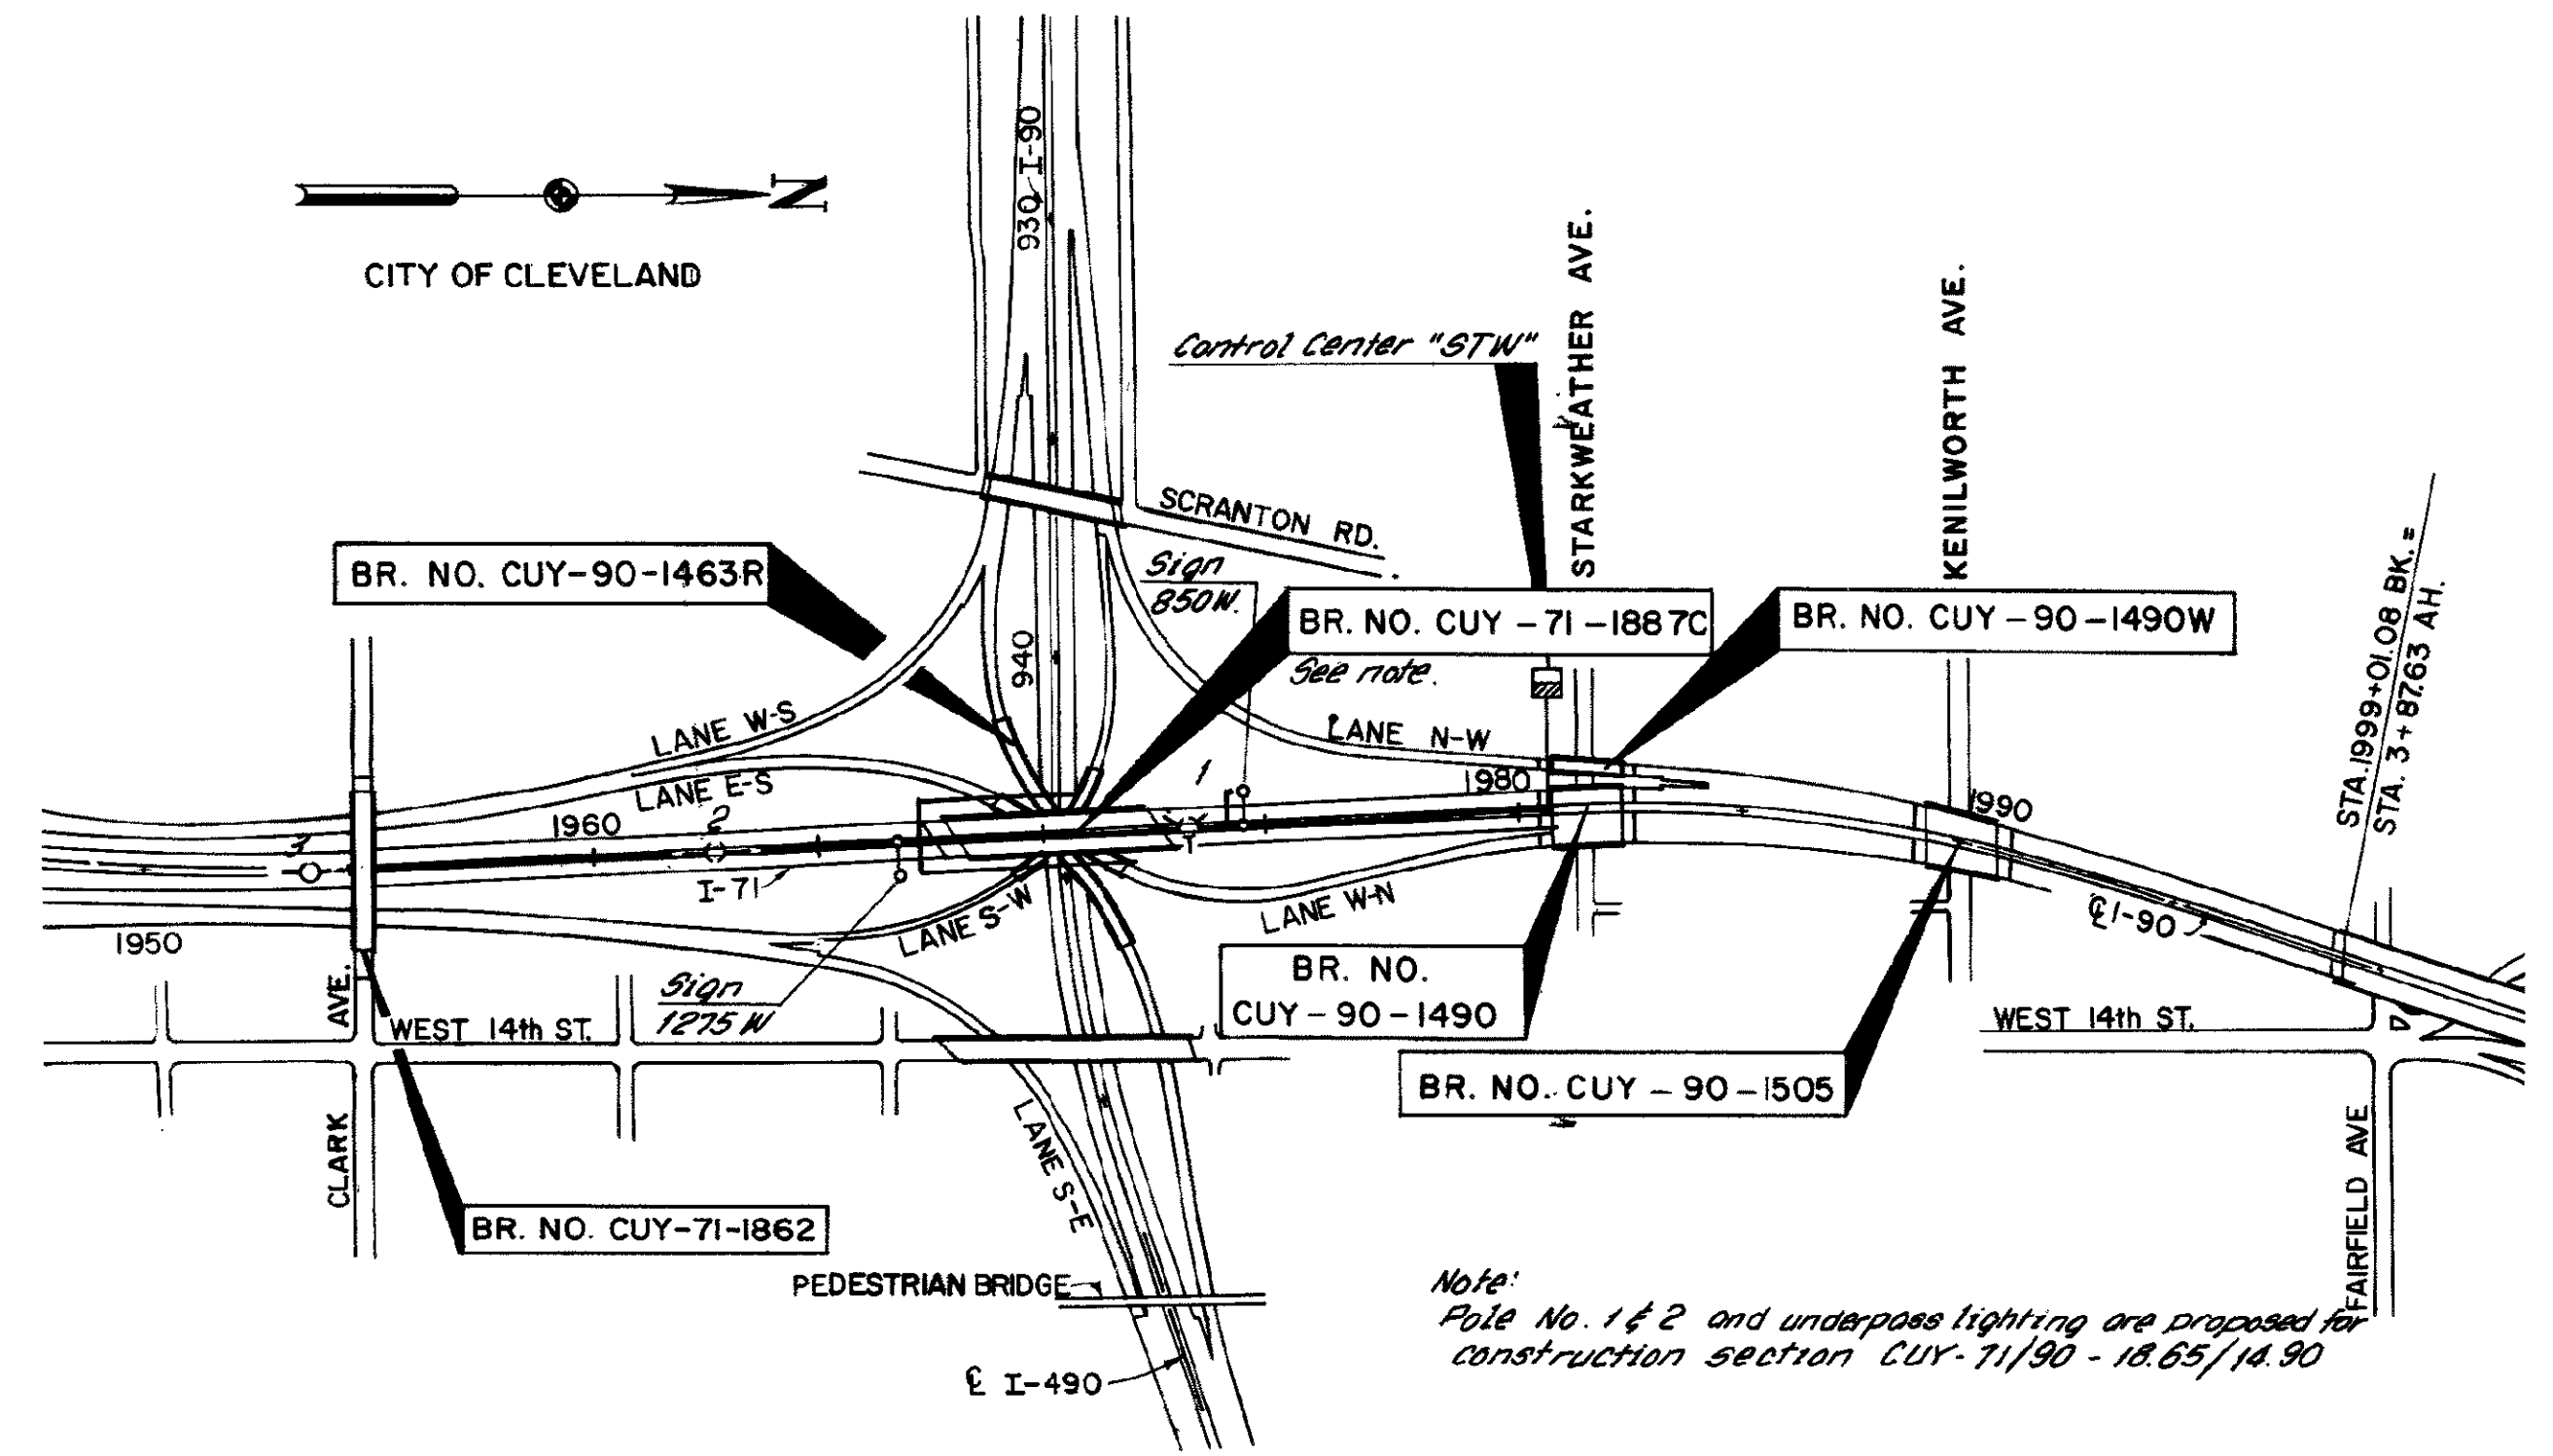 N
CITY OF CLEVELAND
930
I-90
Control Center "STW"
STARKWEATHER AVE.
KENILWORTH AVE.
SCRANTON RD.
STA. 1999+01.08 BK. =
STA. 3+87.63 AH.
BR. NO. CUY-90-1463R
Sign
850W.
BR. NO. CUY-71-1887C
See note.
BR. NO. CUY-90-1490W
940
LANE W-S
LANE E-S
LANE N-W
1
1980
1990
1960
2
3
I-71
LANE S-W
LANE W-N
℄ I-90
1950
BR. NO.
CUY-90-1490
Sign
1275 W
WEST 14th ST.
WEST 14th ST.
CLARK AVE.
BR. NO. CUY-90-1505
LANE S-E
FAIRFIELD AVE
BR. NO. CUY-71-1862
PEDESTRIAN BRIDGE
℄ I-490
Note:
Pole No. 1 & 2 and underpass lighting are proposed for
construction section CUY-71/90-18.65/14.90